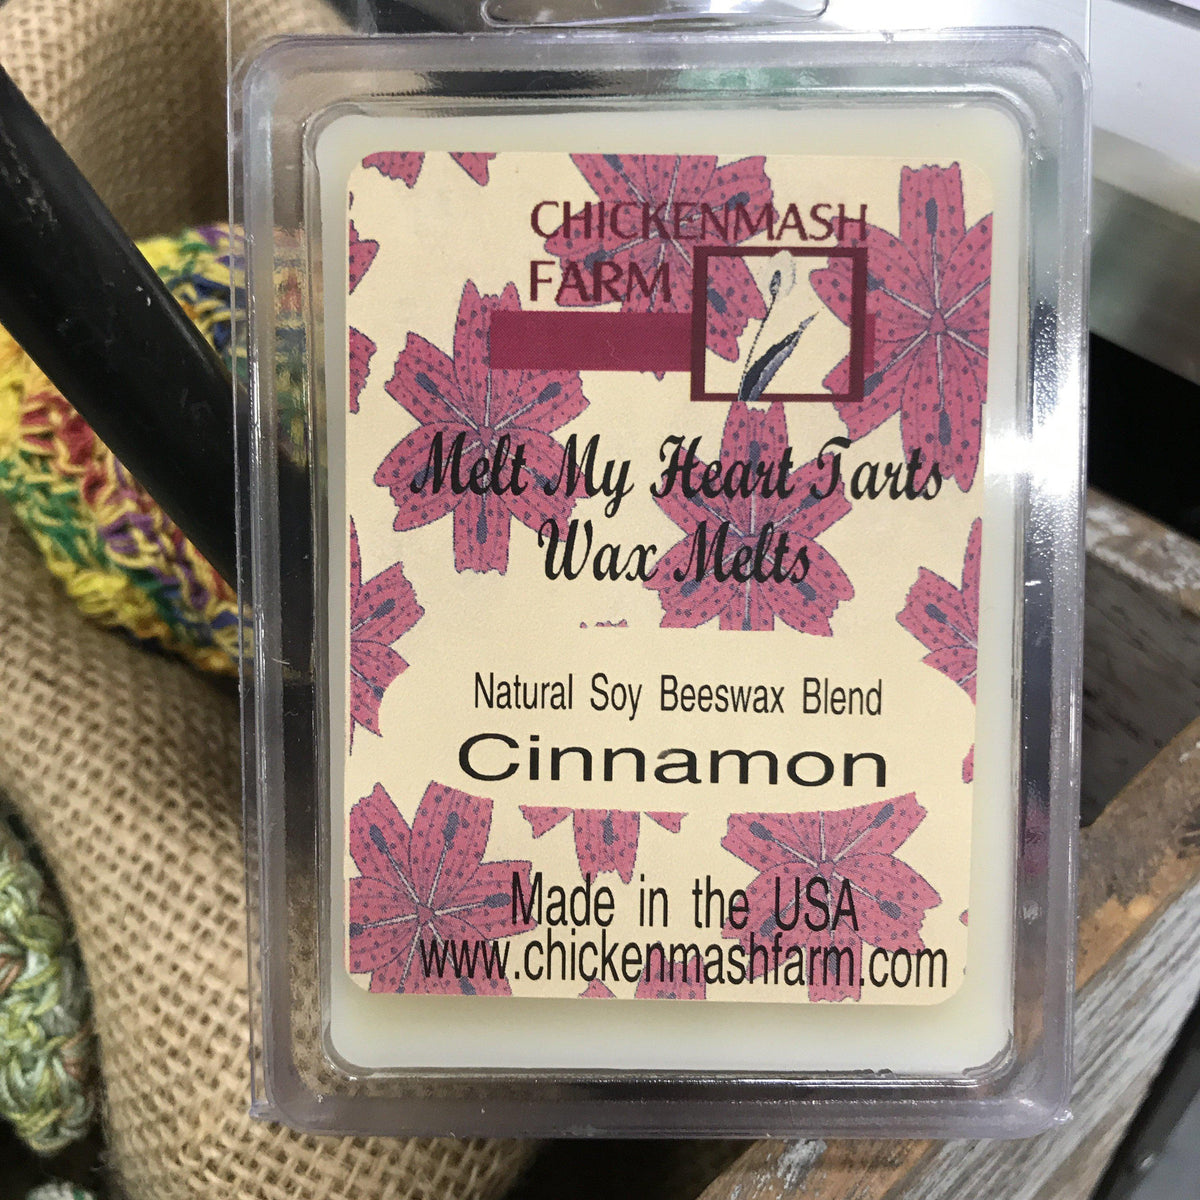 CHICKENMASH
FARM
Melt My Heart Tarts
Wax Melts
Natural Soy Beeswax Blend
Cinnamon
Made in the USA
www.chickenmashfarm.com